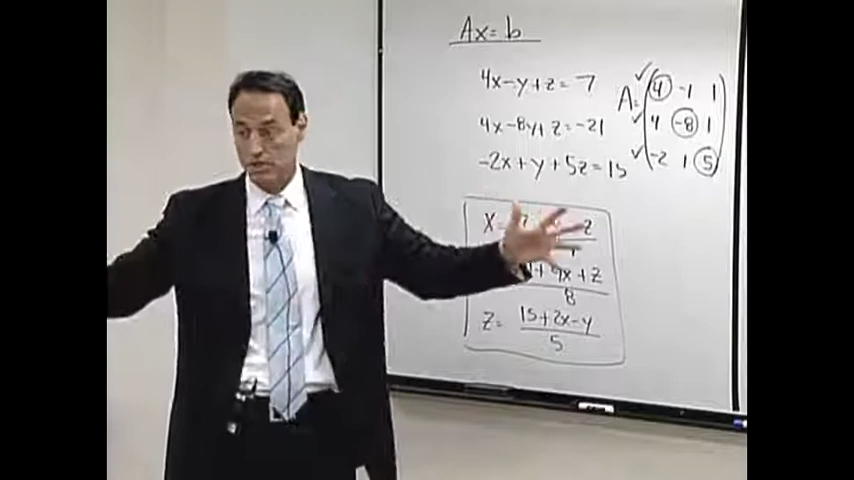 Ax = b
4x-y+z=7
4x-8y+z=-21
-2x+y+5z=15
A= 4 -1 1
4 -8 1
-2 1 5
X=
4x+z
8
Z= 15+2x-y
5